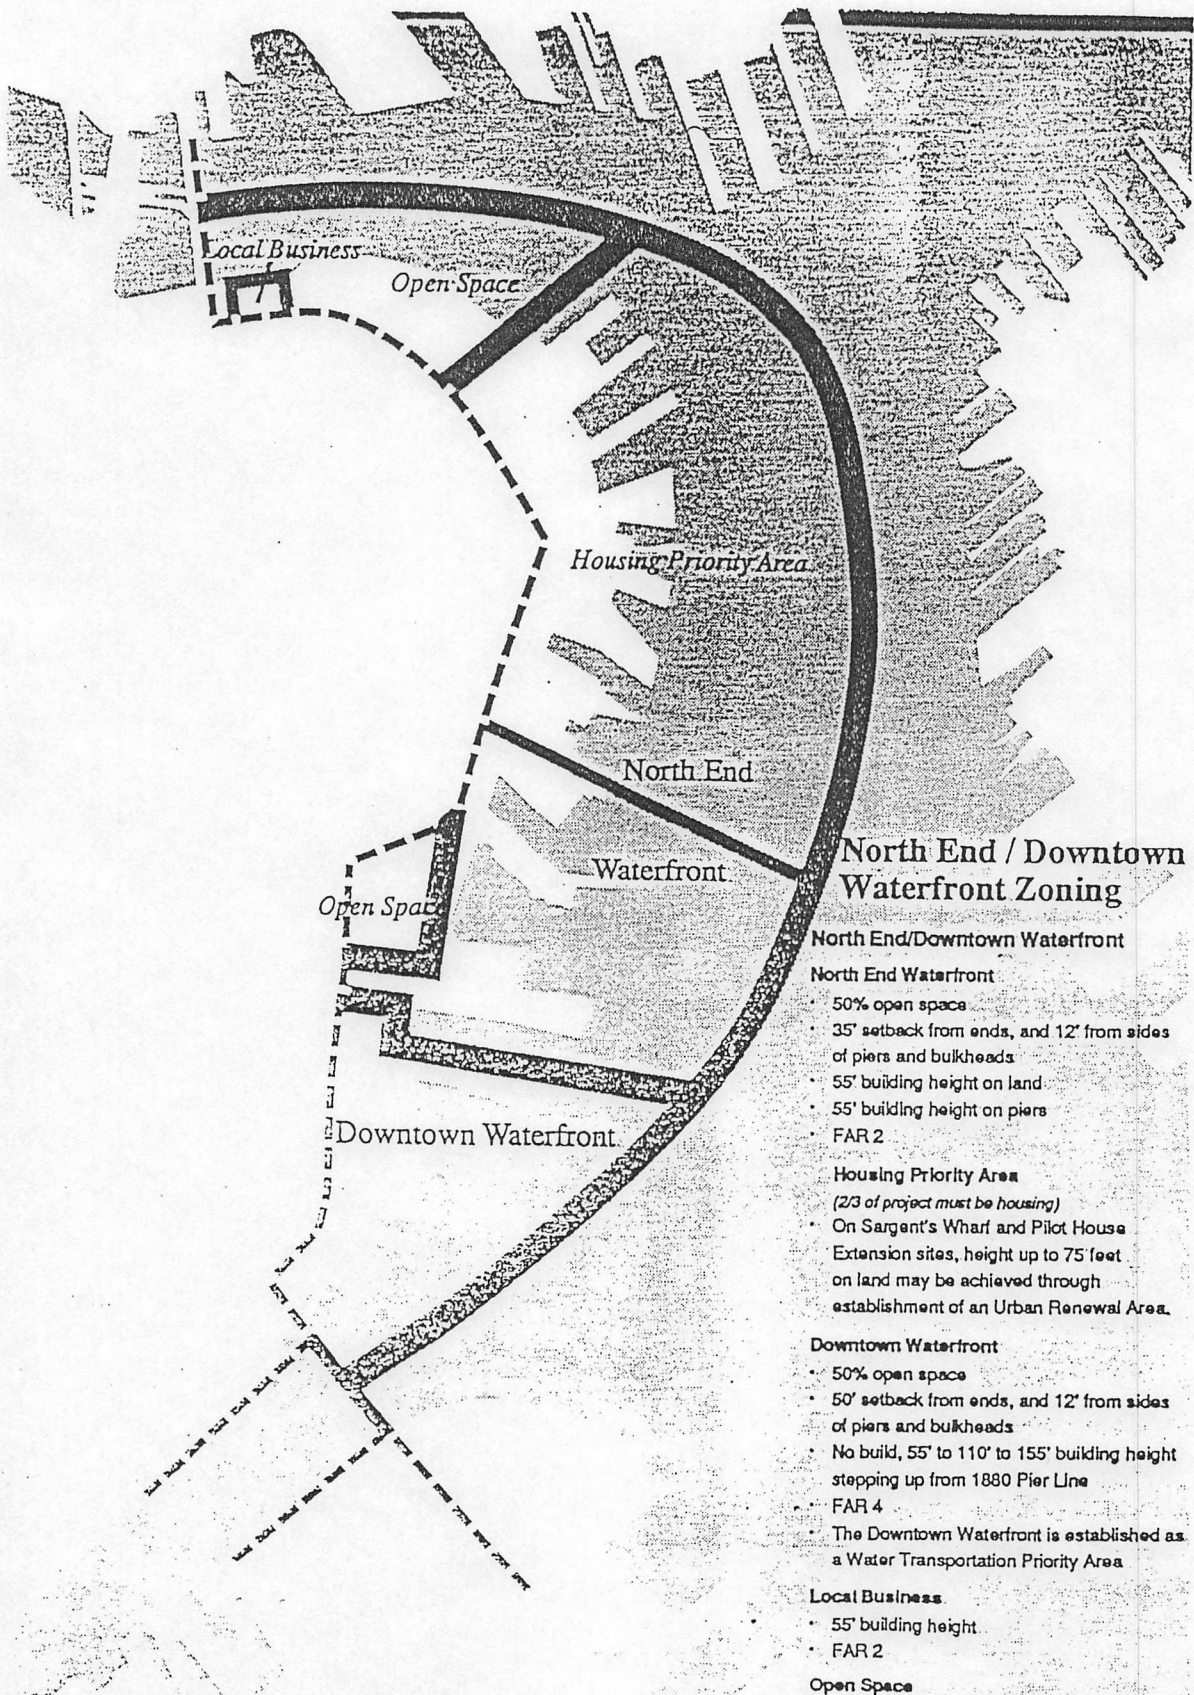 Local Business
Open Space
Housing Priority Area
North End
Waterfront
Open Space
Downtown Waterfront
North End / Downtown
Waterfront Zoning
North End/Downtown Waterfront
North End Waterfront
· 50% open space
· 35' setback from ends, and 12' from sides
of piers and bulkheads
· 55' building height on land
· 55' building height on piers
· FAR 2
Housing Priority Area
(2/3 of project must be housing)
· On Sargent's Wharf and Pilot House
Extension sites, height up to 75 feet
on land may be achieved through
establishment of an Urban Renewal Area.
Downtown Waterfront
· 50% open space
· 50' setback from ends, and 12' from sides
of piers and bulkheads
· No build, 55' to 110' to 155' building height
stepping up from 1880 Pier Line
· FAR 4
· The Downtown Waterfront is established as
a Water Transportation Priority Area
Local Business
· 55' building height
· FAR 2
Open Space